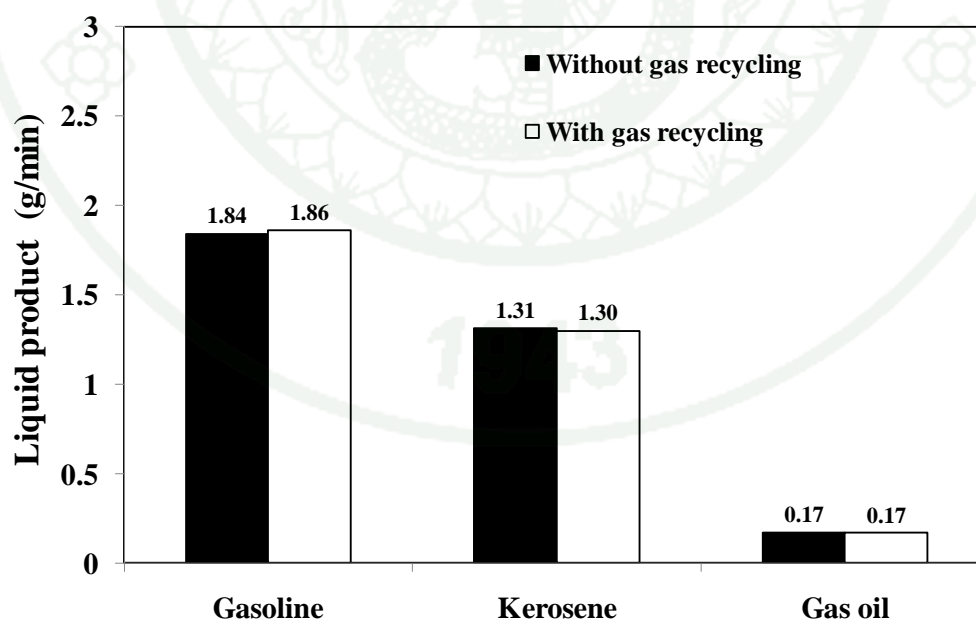 3
2.5
2
1.5
1
0.5
0
Liquid product (g/min)
Without gas recycling
With gas recycling
1.84
1.86
1.31
1.30
0.17
0.17
1943
Gasoline
Kerosene
Gas oil